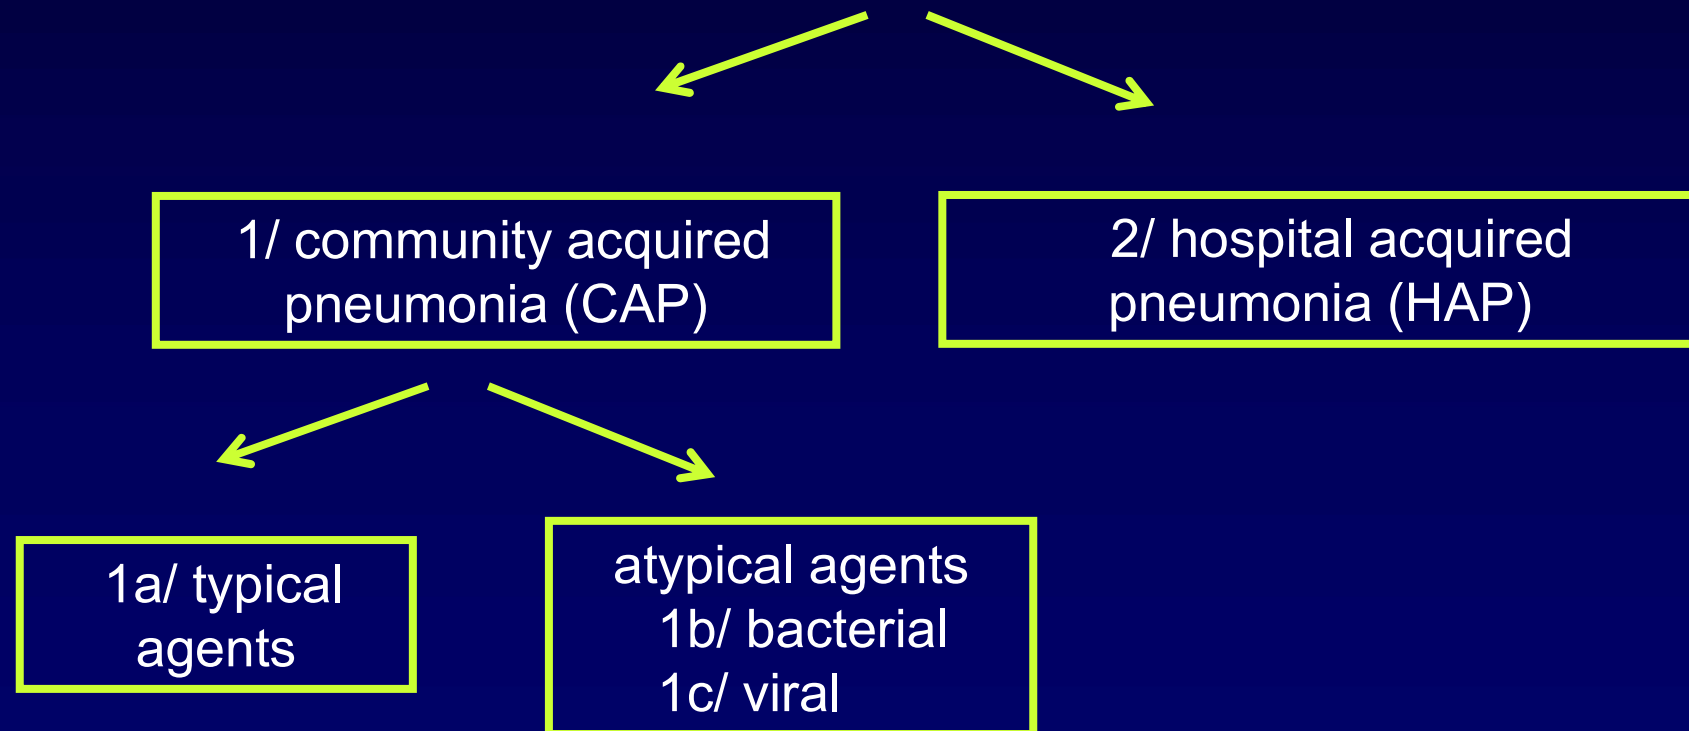 1/ community acquired
pneumonia (CAP)
2/ hospital acquired
pneumonia (HAP)
1a/ typical
agents
atypical agents
1b/ bacterial
1c/ viral